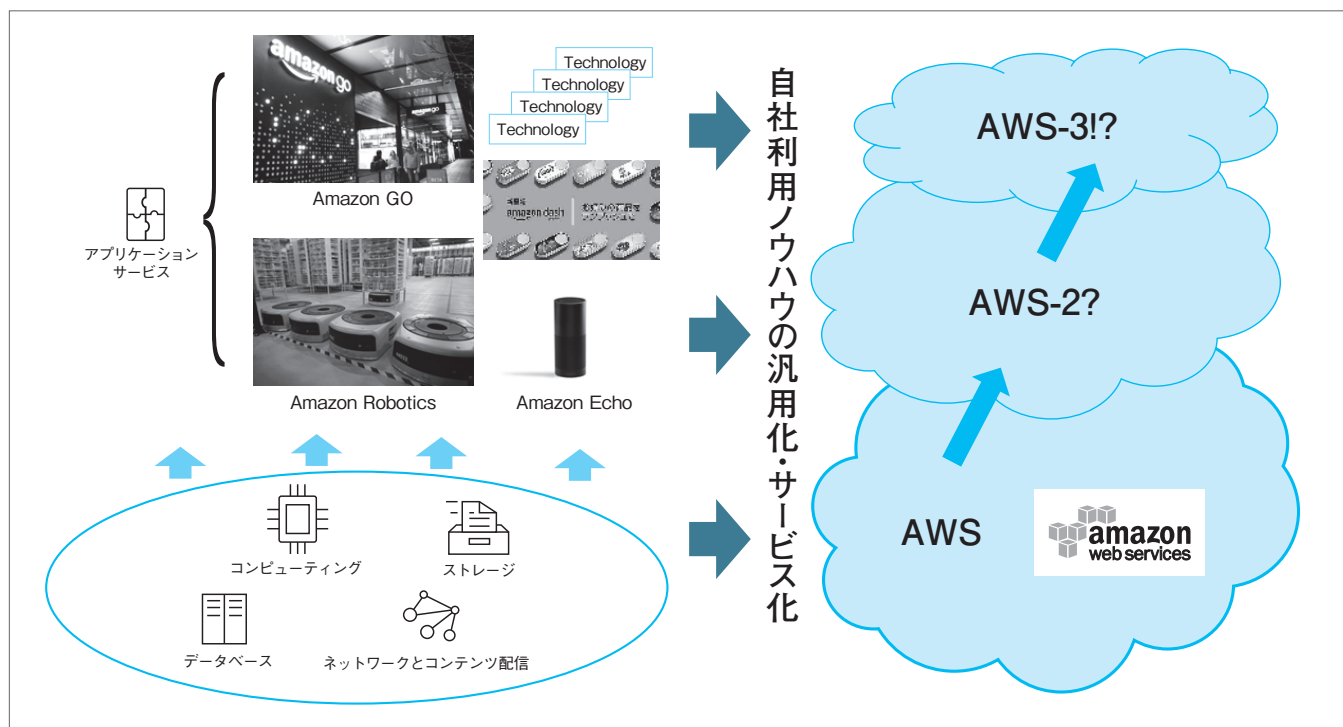 amazon go
Technology
Technology
Technology
Technology
Amazon GO
amazon dash
アプリケーション
サービス
Amazon Robotics
Amazon Echo
コンピューティング
ストレージ
データベース
ネットワークとコンテンツ配信
自社利用ノウハウの汎用化・サービス化
AWS-3!?
AWS-2?
AWS
amazon
web services